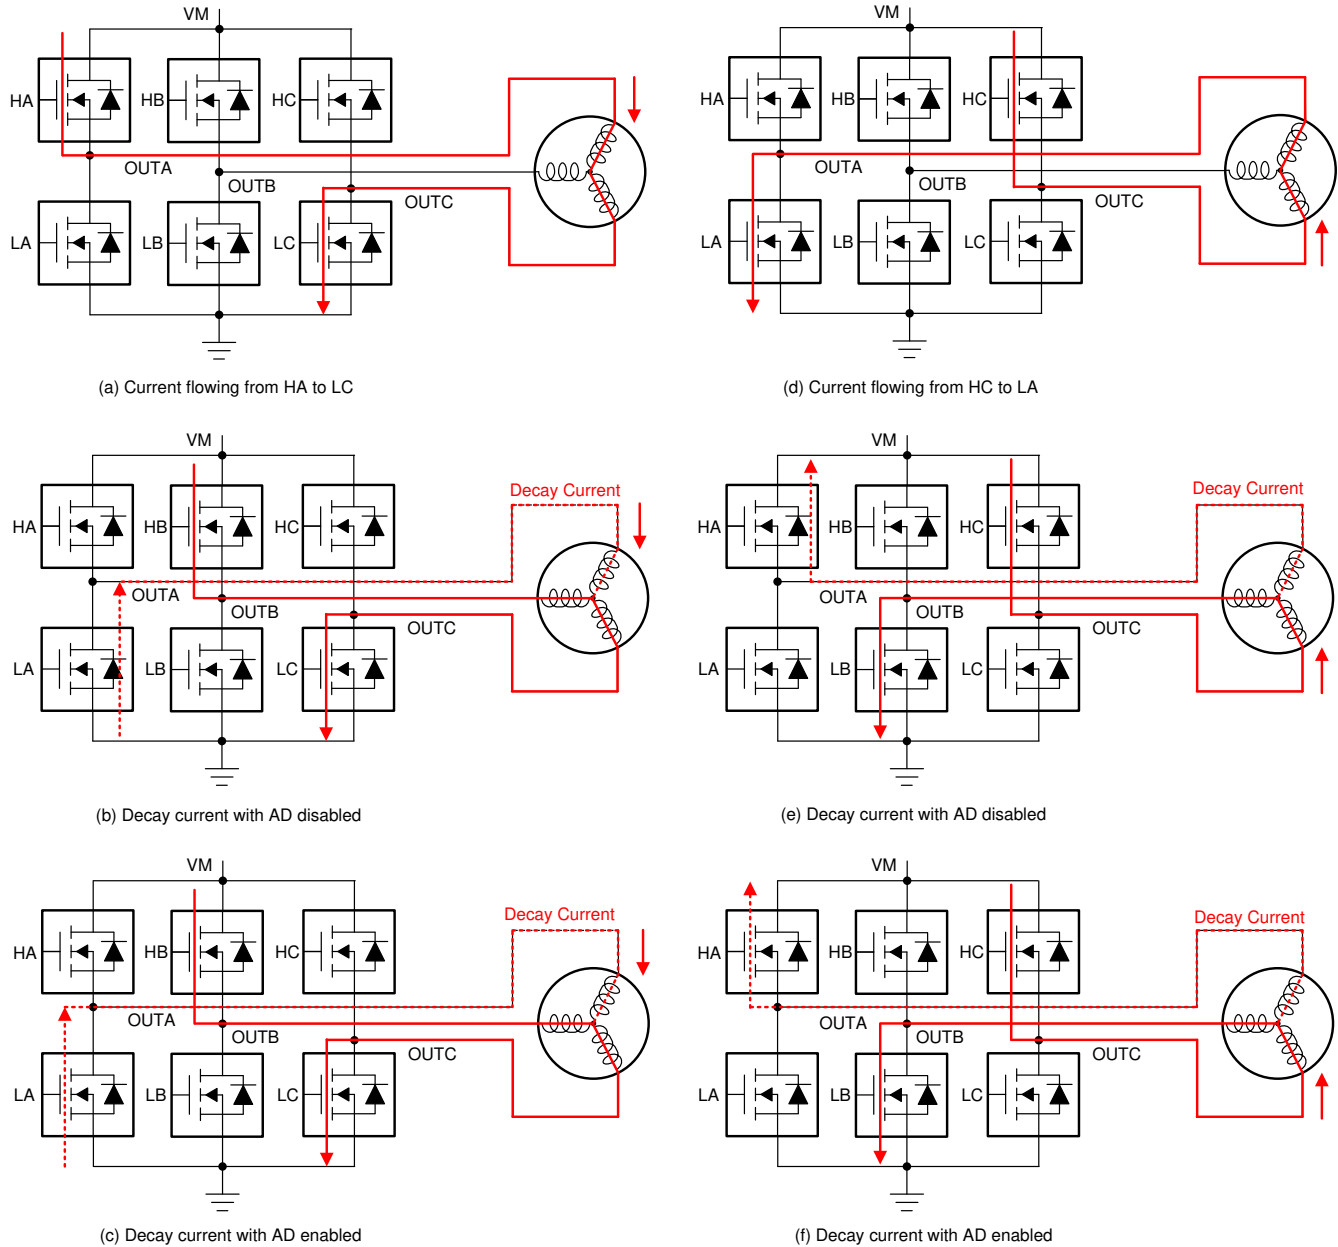 VM
HA
HB
HC
OUTA
OUTB
OUTC
LA
LB
LC
(a) Current flowing from HA to LC
VM
HA
HB
HC
OUTA
OUTB
OUTC
LA
LB
LC
(d) Current flowing from HC to LA
VM
Decay Current
HA
HB
HC
OUTA
OUTB
OUTC
LA
LB
LC
(b) Decay current with AD disabled
VM
Decay Current
HA
HB
HC
OUTA
OUTB
OUTC
LA
LB
LC
(e) Decay current with AD disabled
VM
Decay Current
HA
HB
HC
OUTA
OUTB
OUTC
LA
LB
LC
(c) Decay current with AD enabled
VM
Decay Current
HA
HB
HC
OUTA
OUTB
OUTC
LA
LB
LC
(f) Decay current with AD enabled